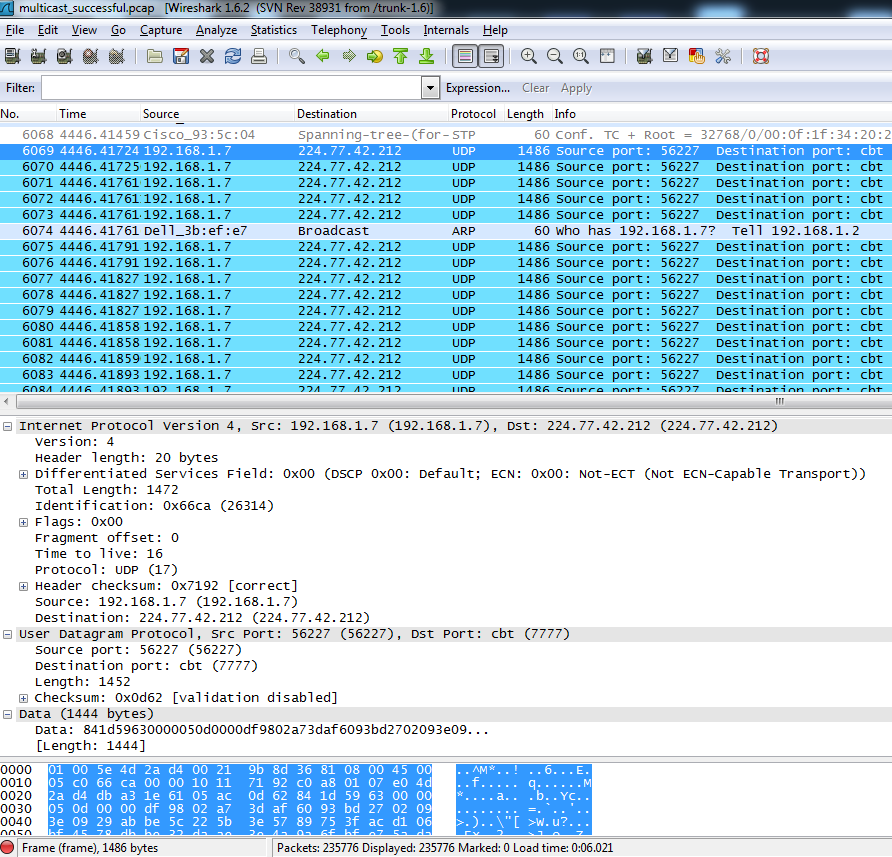 multicast_successful.pcap [Wireshark 1.6.2 (SVN Rev 38931 from /trunk-1.6)]
File Edit View Go Capture Analyze Statistics Telephony Tools Internals Help
Filter: Expression... Clear Apply
No. Time Source Destination Protocol Length Info
6068 4446.41459 Cisco_93:5c:04 Spanning-tree-(for- STP 60 Conf. TC + Root = 32768/0/00:0f:1f:34:20:2
6069 4446.41724 192.168.1.7 224.77.42.212 UDP 1486 Source port: 56227 Destination port: cbt
6070 4446.41725 192.168.1.7 224.77.42.212 UDP 1486 Source port: 56227 Destination port: cbt
6071 4446.41761 192.168.1.7 224.77.42.212 UDP 1486 Source port: 56227 Destination port: cbt
6072 4446.41761 192.168.1.7 224.77.42.212 UDP 1486 Source port: 56227 Destination port: cbt
6073 4446.41761 192.168.1.7 224.77.42.212 UDP 1486 Source port: 56227 Destination port: cbt
6074 4446.41761 Dell_3b:ef:e7 Broadcast ARP 60 Who has 192.168.1.7? Tell 192.168.1.2
6075 4446.41791 192.168.1.7 224.77.42.212 UDP 1486 Source port: 56227 Destination port: cbt
6076 4446.41791 192.168.1.7 224.77.42.212 UDP 1486 Source port: 56227 Destination port: cbt
6077 4446.41827 192.168.1.7 224.77.42.212 UDP 1486 Source port: 56227 Destination port: cbt
6078 4446.41827 192.168.1.7 224.77.42.212 UDP 1486 Source port: 56227 Destination port: cbt
6079 4446.41827 192.168.1.7 224.77.42.212 UDP 1486 Source port: 56227 Destination port: cbt
6080 4446.41858 192.168.1.7 224.77.42.212 UDP 1486 Source port: 56227 Destination port: cbt
6081 4446.41858 192.168.1.7 224.77.42.212 UDP 1486 Source port: 56227 Destination port: cbt
6082 4446.41859 192.168.1.7 224.77.42.212 UDP 1486 Source port: 56227 Destination port: cbt
6083 4446.41893 192.168.1.7 224.77.42.212 UDP 1486 Source port: 56227 Destination port: cbt
6084 4446.41893 192.168.1.7 224.77.42.212 UDP 1486 Source port: 56227 Destination port: cbt
Internet Protocol Version 4, Src: 192.168.1.7 (192.168.1.7), Dst: 224.77.42.212 (224.77.42.212)
Version: 4
Header length: 20 bytes
Differentiated Services Field: 0x00 (DSCP 0x00: Default; ECN: 0x00: Not-ECT (Not ECN-Capable Transport))
Total Length: 1472
Identification: 0x66ca (26314)
Flags: 0x00
Fragment offset: 0
Time to live: 16
Protocol: UDP (17)
Header checksum: 0x7192 [correct]
Source: 192.168.1.7 (192.168.1.7)
Destination: 224.77.42.212 (224.77.42.212)
User Datagram Protocol, Src Port: 56227 (56227), Dst Port: cbt (7777)
Source port: 56227 (56227)
Destination port: cbt (7777)
Length: 1452
Checksum: 0x0d62 [validation disabled]
Data (1444 bytes)
Data: 841d59630000050d0000df9802a73daf6093bd2702093e09...
[Length: 1444]
0000 01 00 5e 4d 2a d4 00 21 9b 8d 36 81 08 00 45 00 ..^M*..! ..6...E.
0010 05 c0 66 ca 00 00 10 11 71 92 c0 a8 01 07 e0 4d ..f..... q......M
0020 2a d4 db a3 1e 61 05 ac 0d 62 84 1d 59 63 00 00 *....a.. .b..Yc..
0030 05 0d 00 00 df 98 02 a7 3d af 60 93 bd 27 02 09 ........ =.`..'..
0040 3e 09 29 ab be 5c 22 5b 3e 57 89 75 3f ac d1 06 >.)..\"[ >W.u?...
0050
Frame (frame), 1486 bytes Packets: 235776 Displayed: 235776 Marked: 0 Load time: 0:06.021